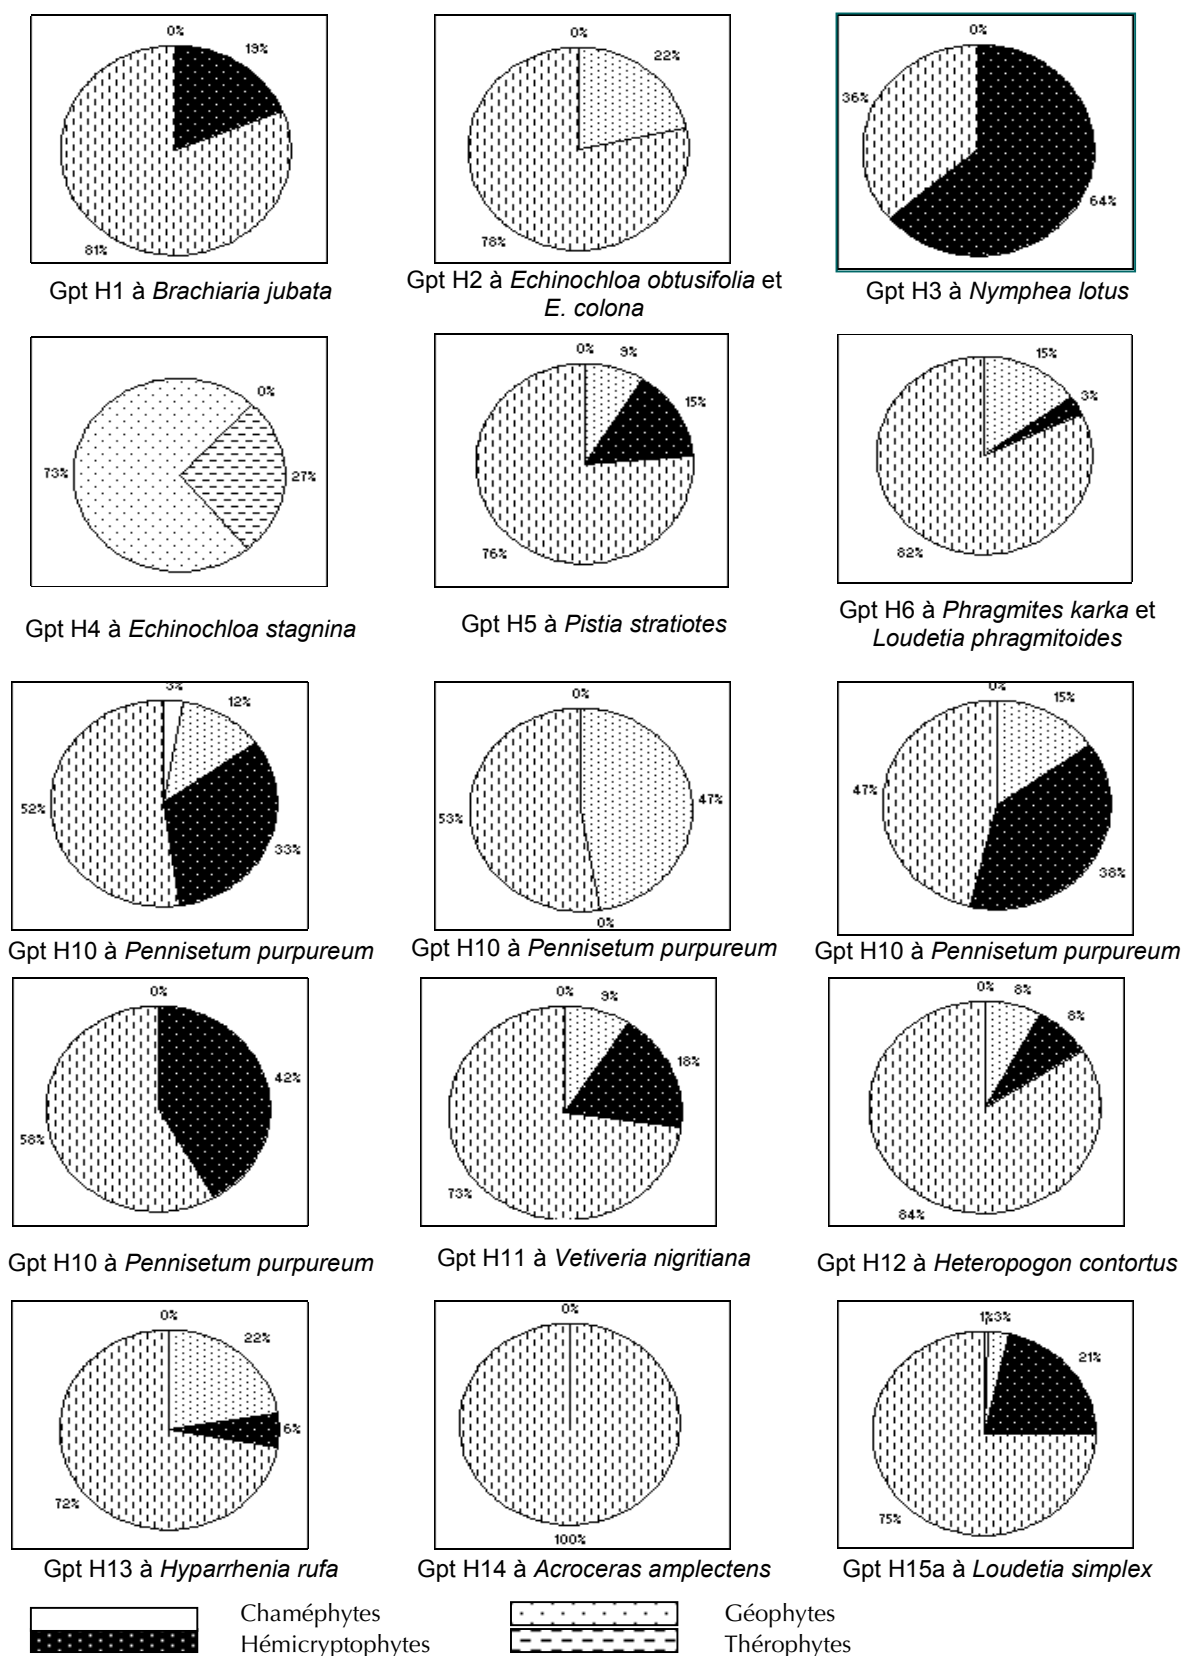 0%
19%
81%
Gpt H1 à Brachiaria jubata
0%
22%
78%
Gpt H2 à Echinochloa obtusifolia et
E. colona
0%
36%
64%
Gpt H3 à Nymphea lotus
0%
73%
27%
Gpt H4 à Echinochloa stagnina
0% 9%
15%
76%
Gpt H5 à Pistia stratiotes
15%
3%
82%
Gpt H6 à Phragmites karka et
Loudetia phragmitoides
3%
12%
52%
33%
Gpt H10 à Pennisetum purpureum
0%
47%
53%
0%
Gpt H10 à Pennisetum purpureum
0%
15%
47%
38%
Gpt H10 à Pennisetum purpureum
0%
42%
58%
Gpt H10 à Pennisetum purpureum
0% 9%
18%
73%
Gpt H11 à Vetiveria nigritiana
0% 8%
8%
84%
Gpt H12 à Heteropogon contortus
0%
22%
6%
72%
Gpt H13 à Hyparrhenia rufa
0%
100%
Gpt H14 à Acroceras amplectens
1%3%
21%
75%
Gpt H15a à Loudetia simplex
Chaméphytes
Hémicryptophytes
Géophytes
Thérophytes